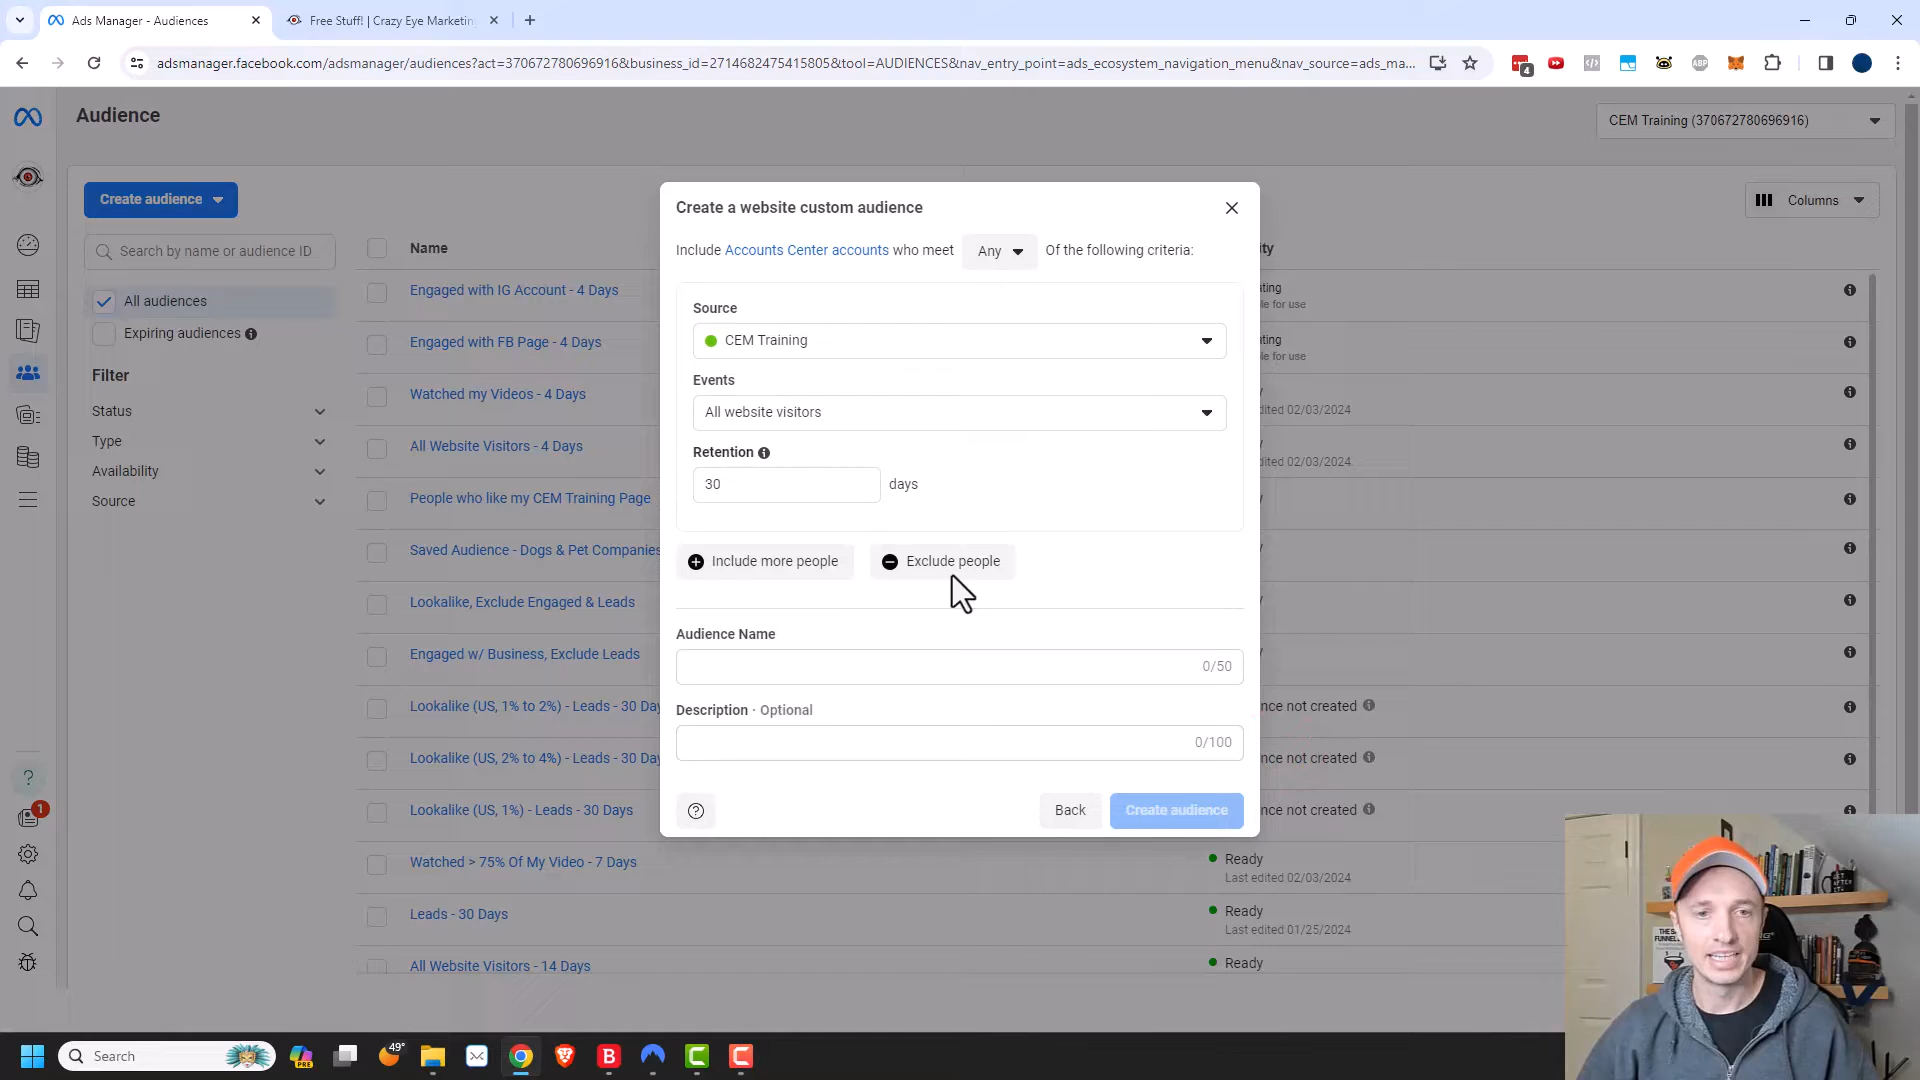 Ads Manager - Audiences
Free Stuff! | Crazy Eye Marketin
adsmanager.facebook.com/adsmanager/audiences?act=370672780696916&business_id=2714682475415805&tool=AUDIENCES&nav_entry_point=ads_ecosystem_navigation_menu&nav_source=ads_ma...
4
ABP
Audience
CEM Training (370672780696916)
Create audience
Columns
Search by name or audience ID
Name
All audiences
Expiring audiences
Filter
Status
Type
Availability
Source
Engaged with IG Account - 4 Days
Engaged with FB Page - 4 Days
Watched my Videos - 4 Days
All Website Visitors - 4 Days
People who like my CEM Training Page
Saved Audience - Dogs & Pet Companies
Lookalike, Exclude Engaged & Leads
Engaged w/ Business, Exclude Leads
Lookalike (US, 1% to 2%) - Leads - 30 Day
Lookalike (US, 2% to 4%) - Leads - 30 Day
Lookalike (US, 1%) - Leads - 30 Days
Watched > 75% Of My Video - 7 Days
Leads - 30 Days
All Website Visitors - 14 Days
Create a website custom audience
Include Accounts Center accounts who meet Any Of the following criteria:
Source
CEM Training
Events
All website visitors
Retention
30 days
Include more people
Exclude people
Audience Name
0/50
Description · Optional
0/100
Back
Create audience
ity
ating
le for use
ating
le for use
y
dited 02/03/2024
y
dited 02/03/2024
y
y
y
y
nce not created
nce not created
nce not created
Ready
Last edited 02/03/2024
Ready
Last edited 01/25/2024
Ready
1
Search
PRE
49°